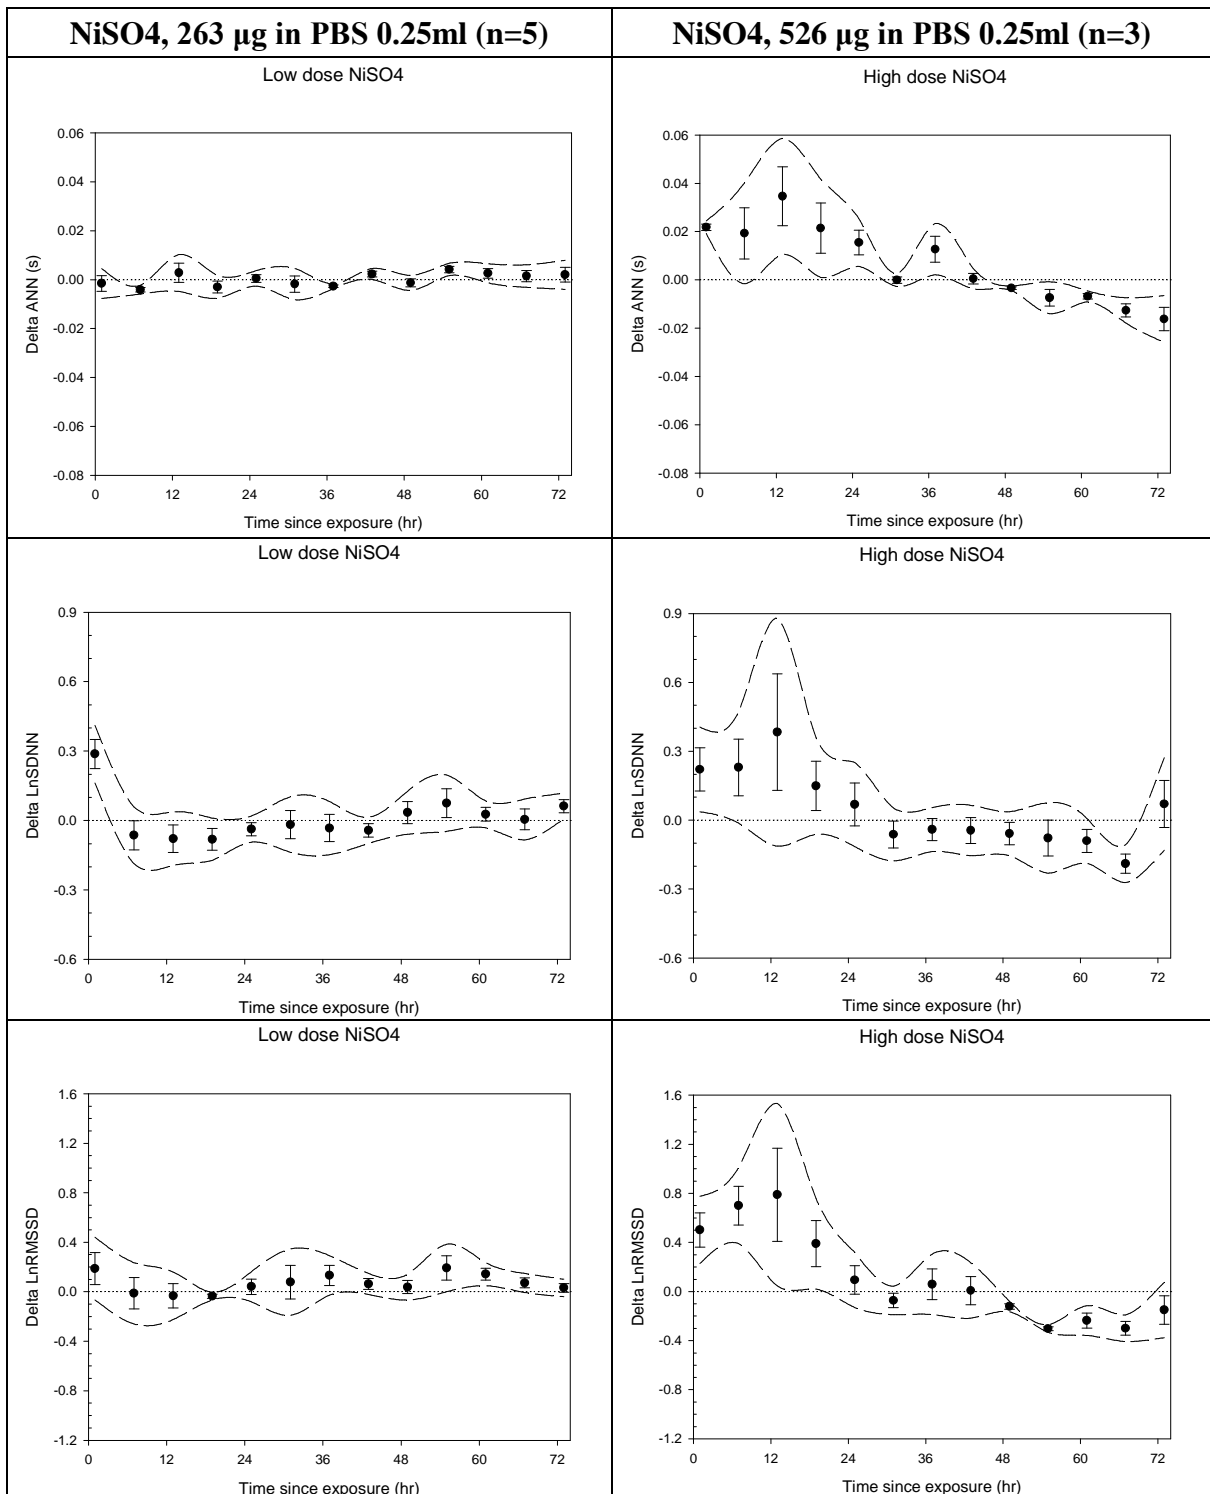 NiSO4, 263 µg in PBS 0.25ml (n=5)
NiSO4, 526 µg in PBS 0.25ml (n=3)
Low dose NiSO4
0.06
0.04
0.02
0.00
-0.02
-0.04
-0.06
-0.08
Delta ANN (s)
0 12 24 36 48 60 72
Time since exposure (hr)
High dose NiSO4
0.06
0.04
0.02
0.00
-0.02
-0.04
-0.06
-0.08
Delta ANN (s)
0 12 24 36 48 60 72
Time since exposure (hr)
Low dose NiSO4
0.9
0.6
0.3
0.0
-0.3
-0.6
Delta LnSDNN
0 12 24 36 48 60 72
Time since exposure (hr)
High dose NiSO4
0.9
0.6
0.3
0.0
-0.3
-0.6
Delta LnSDNN
0 12 24 36 48 60 72
Time since exposure (hr)
Low dose NiSO4
1.6
1.2
0.8
0.4
0.0
-0.4
-0.8
-1.2
Delta LnRMSSD
0 12 24 36 48 60 72
Time since exposure (hr)
High dose NiSO4
1.6
1.2
0.8
0.4
0.0
-0.4
-0.8
-1.2
Delta LnRMSSD
0 12 24 36 48 60 72
Time since exposure (hr)